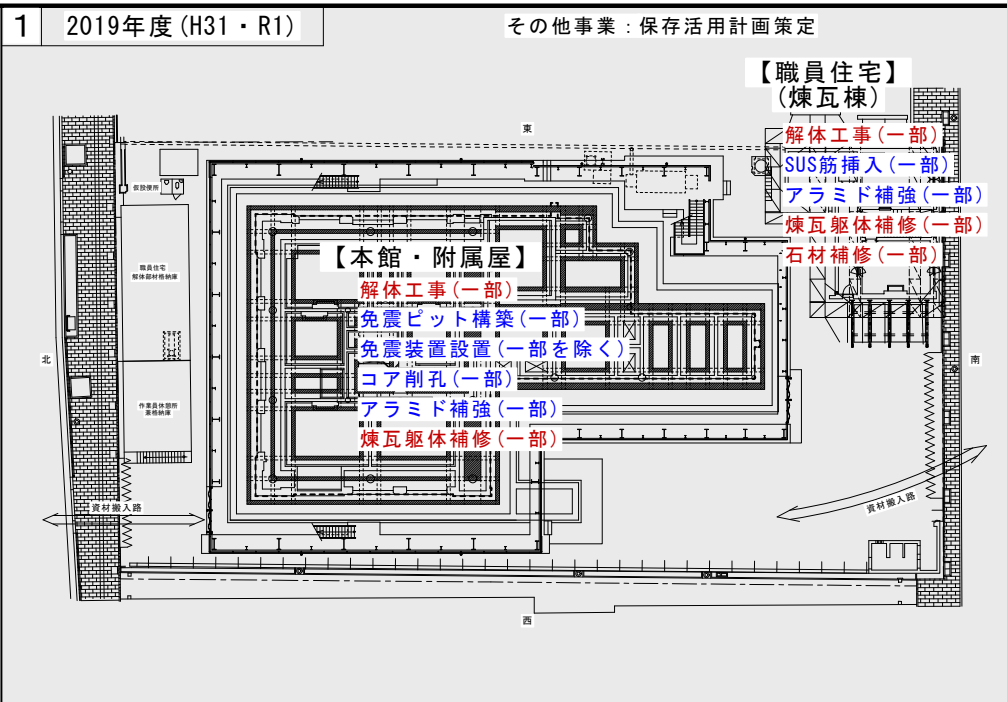 1
2019年度(H31・R1)
その他事業:保存活用計画策定
【職員住宅】
(煉瓦棟)
解体工事(一部)
SUS筋挿入(一部)
アラミド補強(一部)
煉瓦躯体補修(一部)
石材補修(一部)
東
仮設便所
職員住宅
解体部材格納庫
【本館・附属屋】
解体工事(一部)
免震ピット構築(一部)
免震装置設置(一部を除く)
コア削孔(一部)
アラミド補強(一部)
煉瓦躯体補修(一部)
北
南
作業員休憩所
兼格納庫
資材搬入路
資材搬入路
西